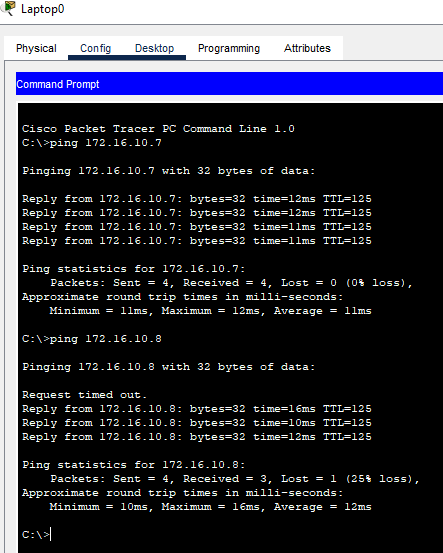 Laptop0
Physical Config Desktop Programming Attributes
Command Prompt
Cisco Packet Tracer PC Command Line 1.0
C:\>ping 172.16.10.7
Pinging 172.16.10.7 with 32 bytes of data:
Reply from 172.16.10.7: bytes=32 time=12ms TTL=125
Reply from 172.16.10.7: bytes=32 time=12ms TTL=125
Reply from 172.16.10.7: bytes=32 time=11ms TTL=125
Reply from 172.16.10.7: bytes=32 time=11ms TTL=125
Ping statistics for 172.16.10.7:
Packets: Sent = 4, Received = 4, Lost = 0 (0% loss),
Approximate round trip times in milli-seconds:
Minimum = 11ms, Maximum = 12ms, Average = 11ms
C:\>ping 172.16.10.8
Pinging 172.16.10.8 with 32 bytes of data:
Request timed out.
Reply from 172.16.10.8: bytes=32 time=16ms TTL=125
Reply from 172.16.10.8: bytes=32 time=10ms TTL=125
Reply from 172.16.10.8: bytes=32 time=12ms TTL=125
Ping statistics for 172.16.10.8:
Packets: Sent = 4, Received = 3, Lost = 1 (25% loss),
Approximate round trip times in milli-seconds:
Minimum = 10ms, Maximum = 16ms, Average = 12ms
C:\>